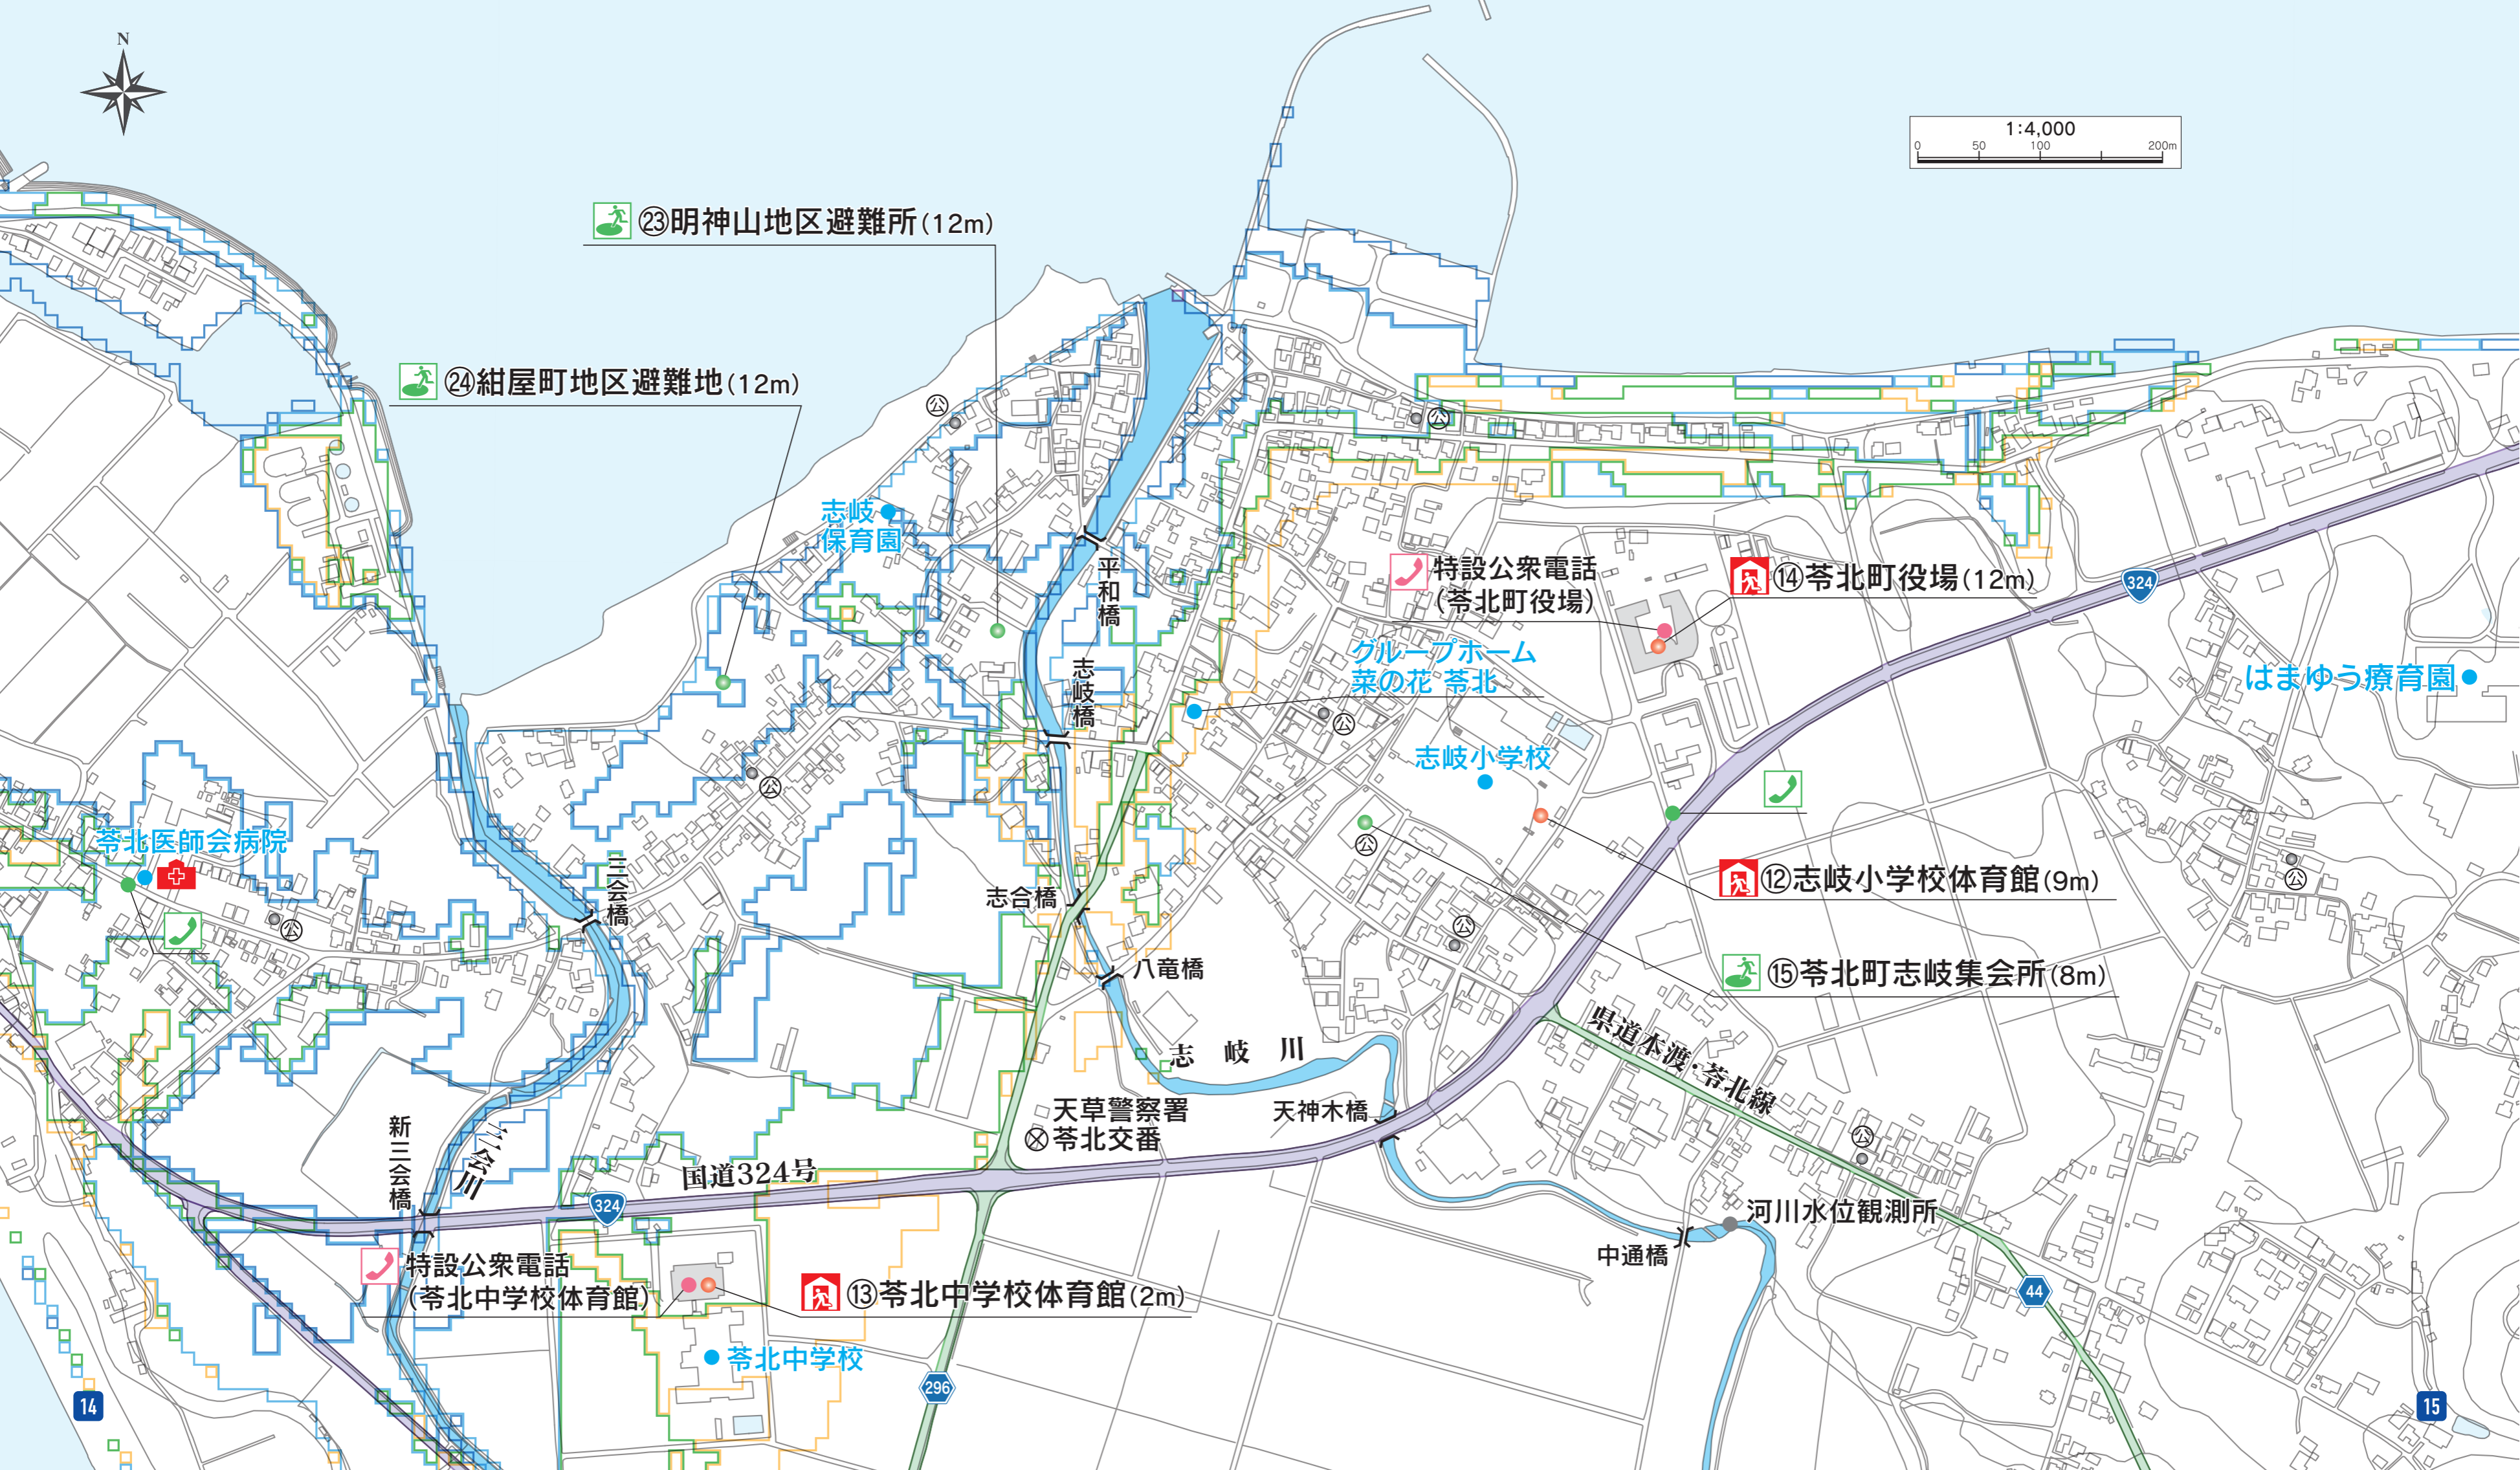 N
1:4,000
0 50 100 200m
㉓明神山地区避難所(12m)
㉔紺屋町地区避難地(12m)
公
公
志岐
保育園
平和橋
特設公衆電話
(苓北町役場)
⑭苓北町役場(12m)
324
志岐橋
グループホーム
菜の花 苓北
はまゆう療育園
公
志岐小学校
公
苓北医師会病院
公
三会橋
志合橋
公
⑫志岐小学校体育館(9m)
公
公
八竜橋
⑮苓北町志岐集会所(8m)
志岐川
県道本渡・苓北線
天草警察署
苓北交番
天神木橋
新三会橋
三会川
国道324号
324
公
河川水位観測所
中通橋
特設公衆電話
(苓北中学校体育館)
⑬苓北中学校体育館(2m)
44
苓北中学校
296
14
15